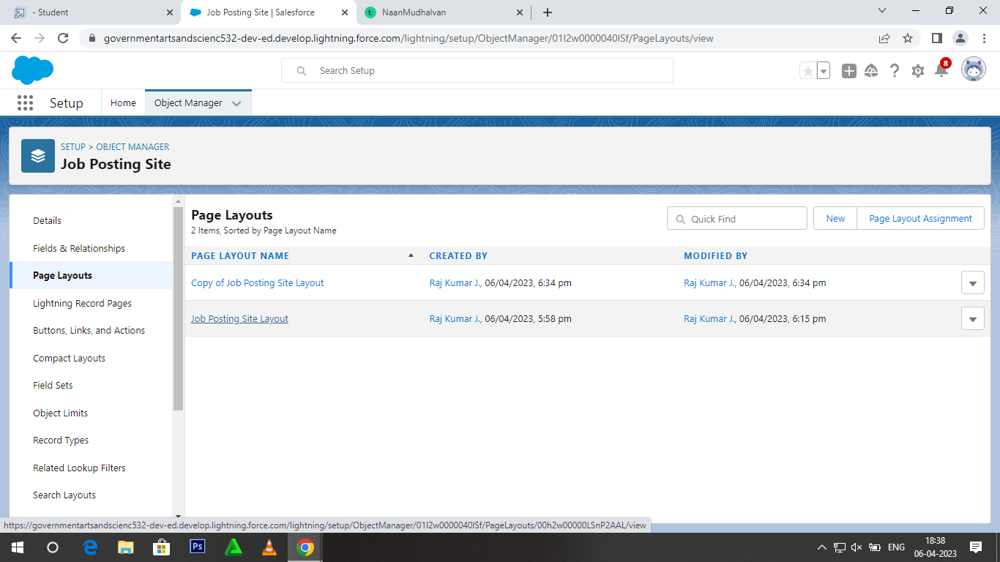 - Student
Job Posting Site | Salesforce
NaanMudhalvan
governmentartsandscienc532-dev-ed.develop.lightning.force.com/lightning/setup/ObjectManager/01I2w0000040lSf/PageLayouts/view
Search Setup
8
Setup
Home
Object Manager
SETUP > OBJECT MANAGER
Job Posting Site
Details
Fields & Relationships
Page Layouts
Lightning Record Pages
Buttons, Links, and Actions
Compact Layouts
Field Sets
Object Limits
Record Types
Related Lookup Filters
Search Layouts
Page Layouts
2 Items, Sorted by Page Layout Name
Quick Find
New
Page Layout Assignment
PAGE LAYOUT NAME CREATED BY MODIFIED BY
Copy of Job Posting Site Layout Raj Kumar J., 06/04/2023, 6:34 pm Raj Kumar J., 06/04/2023, 6:34 pm
Job Posting Site Layout Raj Kumar J., 06/04/2023, 5:58 pm Raj Kumar J., 06/04/2023, 6:15 pm
https://governmentartsandscienc532-dev-ed.develop.lightning.force.com/lightning/setup/ObjectManager/01I2w0000040lSf/PageLayouts/00h2w00000LSnP2AAL/view
Ps
ENG
18:38
06-04-2023